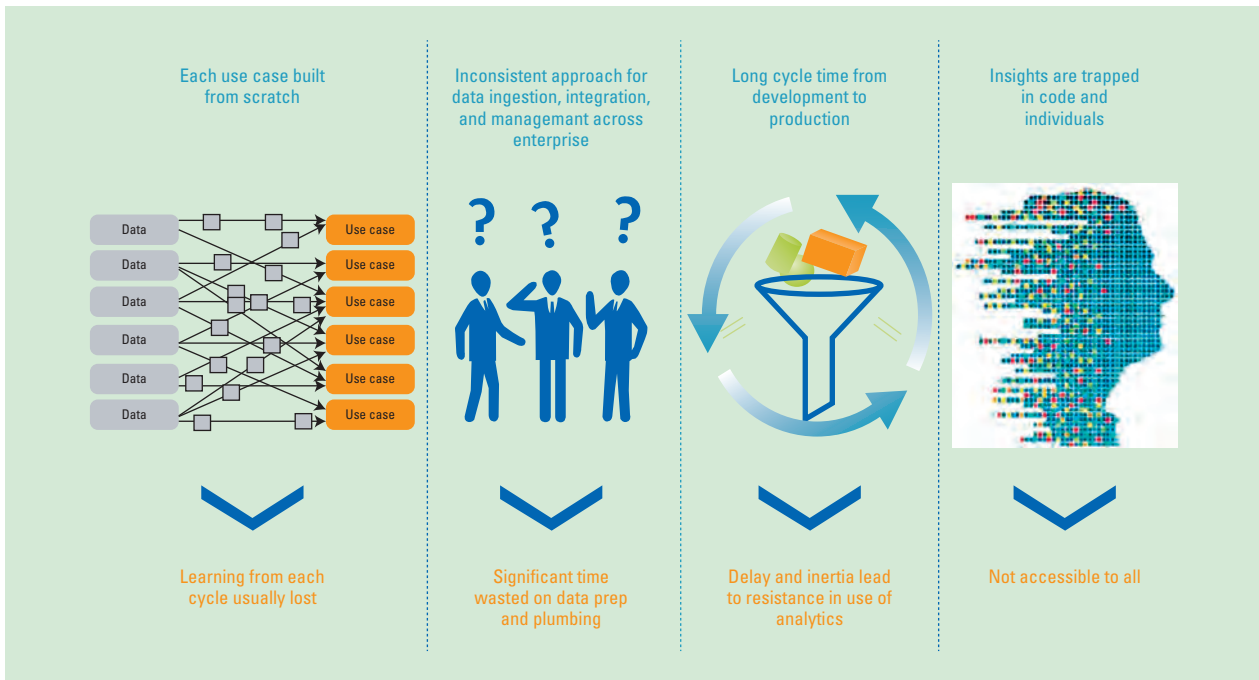 Each use case built
from scratch
Data
Data
Data
Data
Data
Data
Use case
Use case
Use case
Use case
Use case
Use case
Learning from each
cycle usually lost
Inconsistent approach for
data ingestion, integration,
and managemant across
enterprise
? ? ?
Significant time
wasted on data prep
and plumbing
Long cycle time from
development to
production
Delay and inertia lead
to resistance in use of
analytics
Insights are trapped
in code and
individuals
Not accessible to all